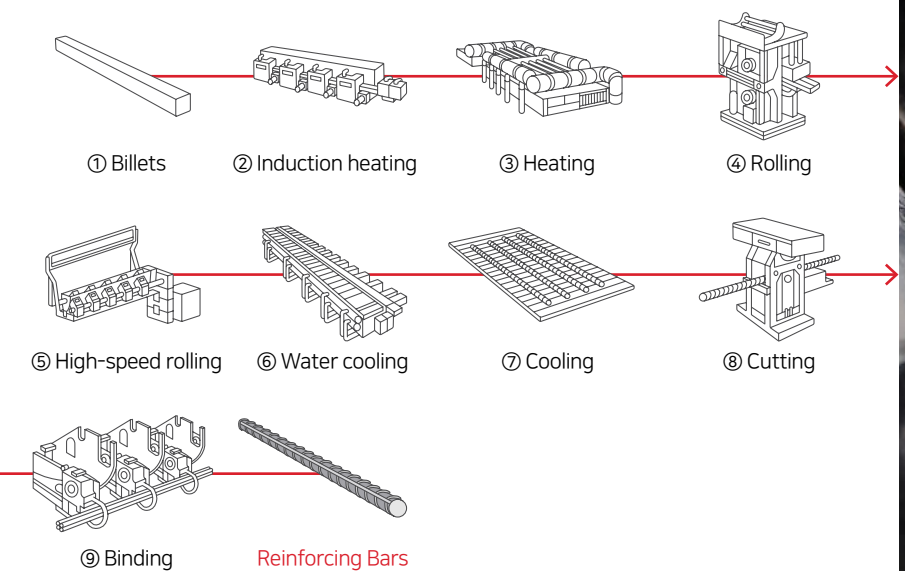 ① Billets
② Induction heating
③ Heating
④ Rolling
⑤ High-speed rolling
⑥ Water cooling
⑦ Cooling
⑧ Cutting
⑨ Binding
Reinforcing Bars